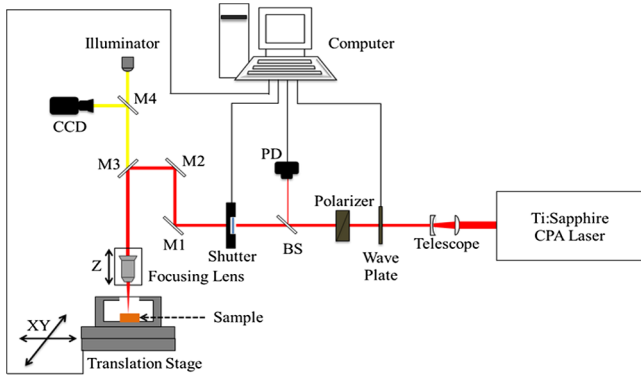 Illuminator
Computer
M4
CCD
PD
M3
M2
Polarizer
Ti:Sapphire
CPA Laser
M1
Shutter
BS
Telescope
Wave
Plate
Z
Focusing Lens
XY
Sample
Translation Stage